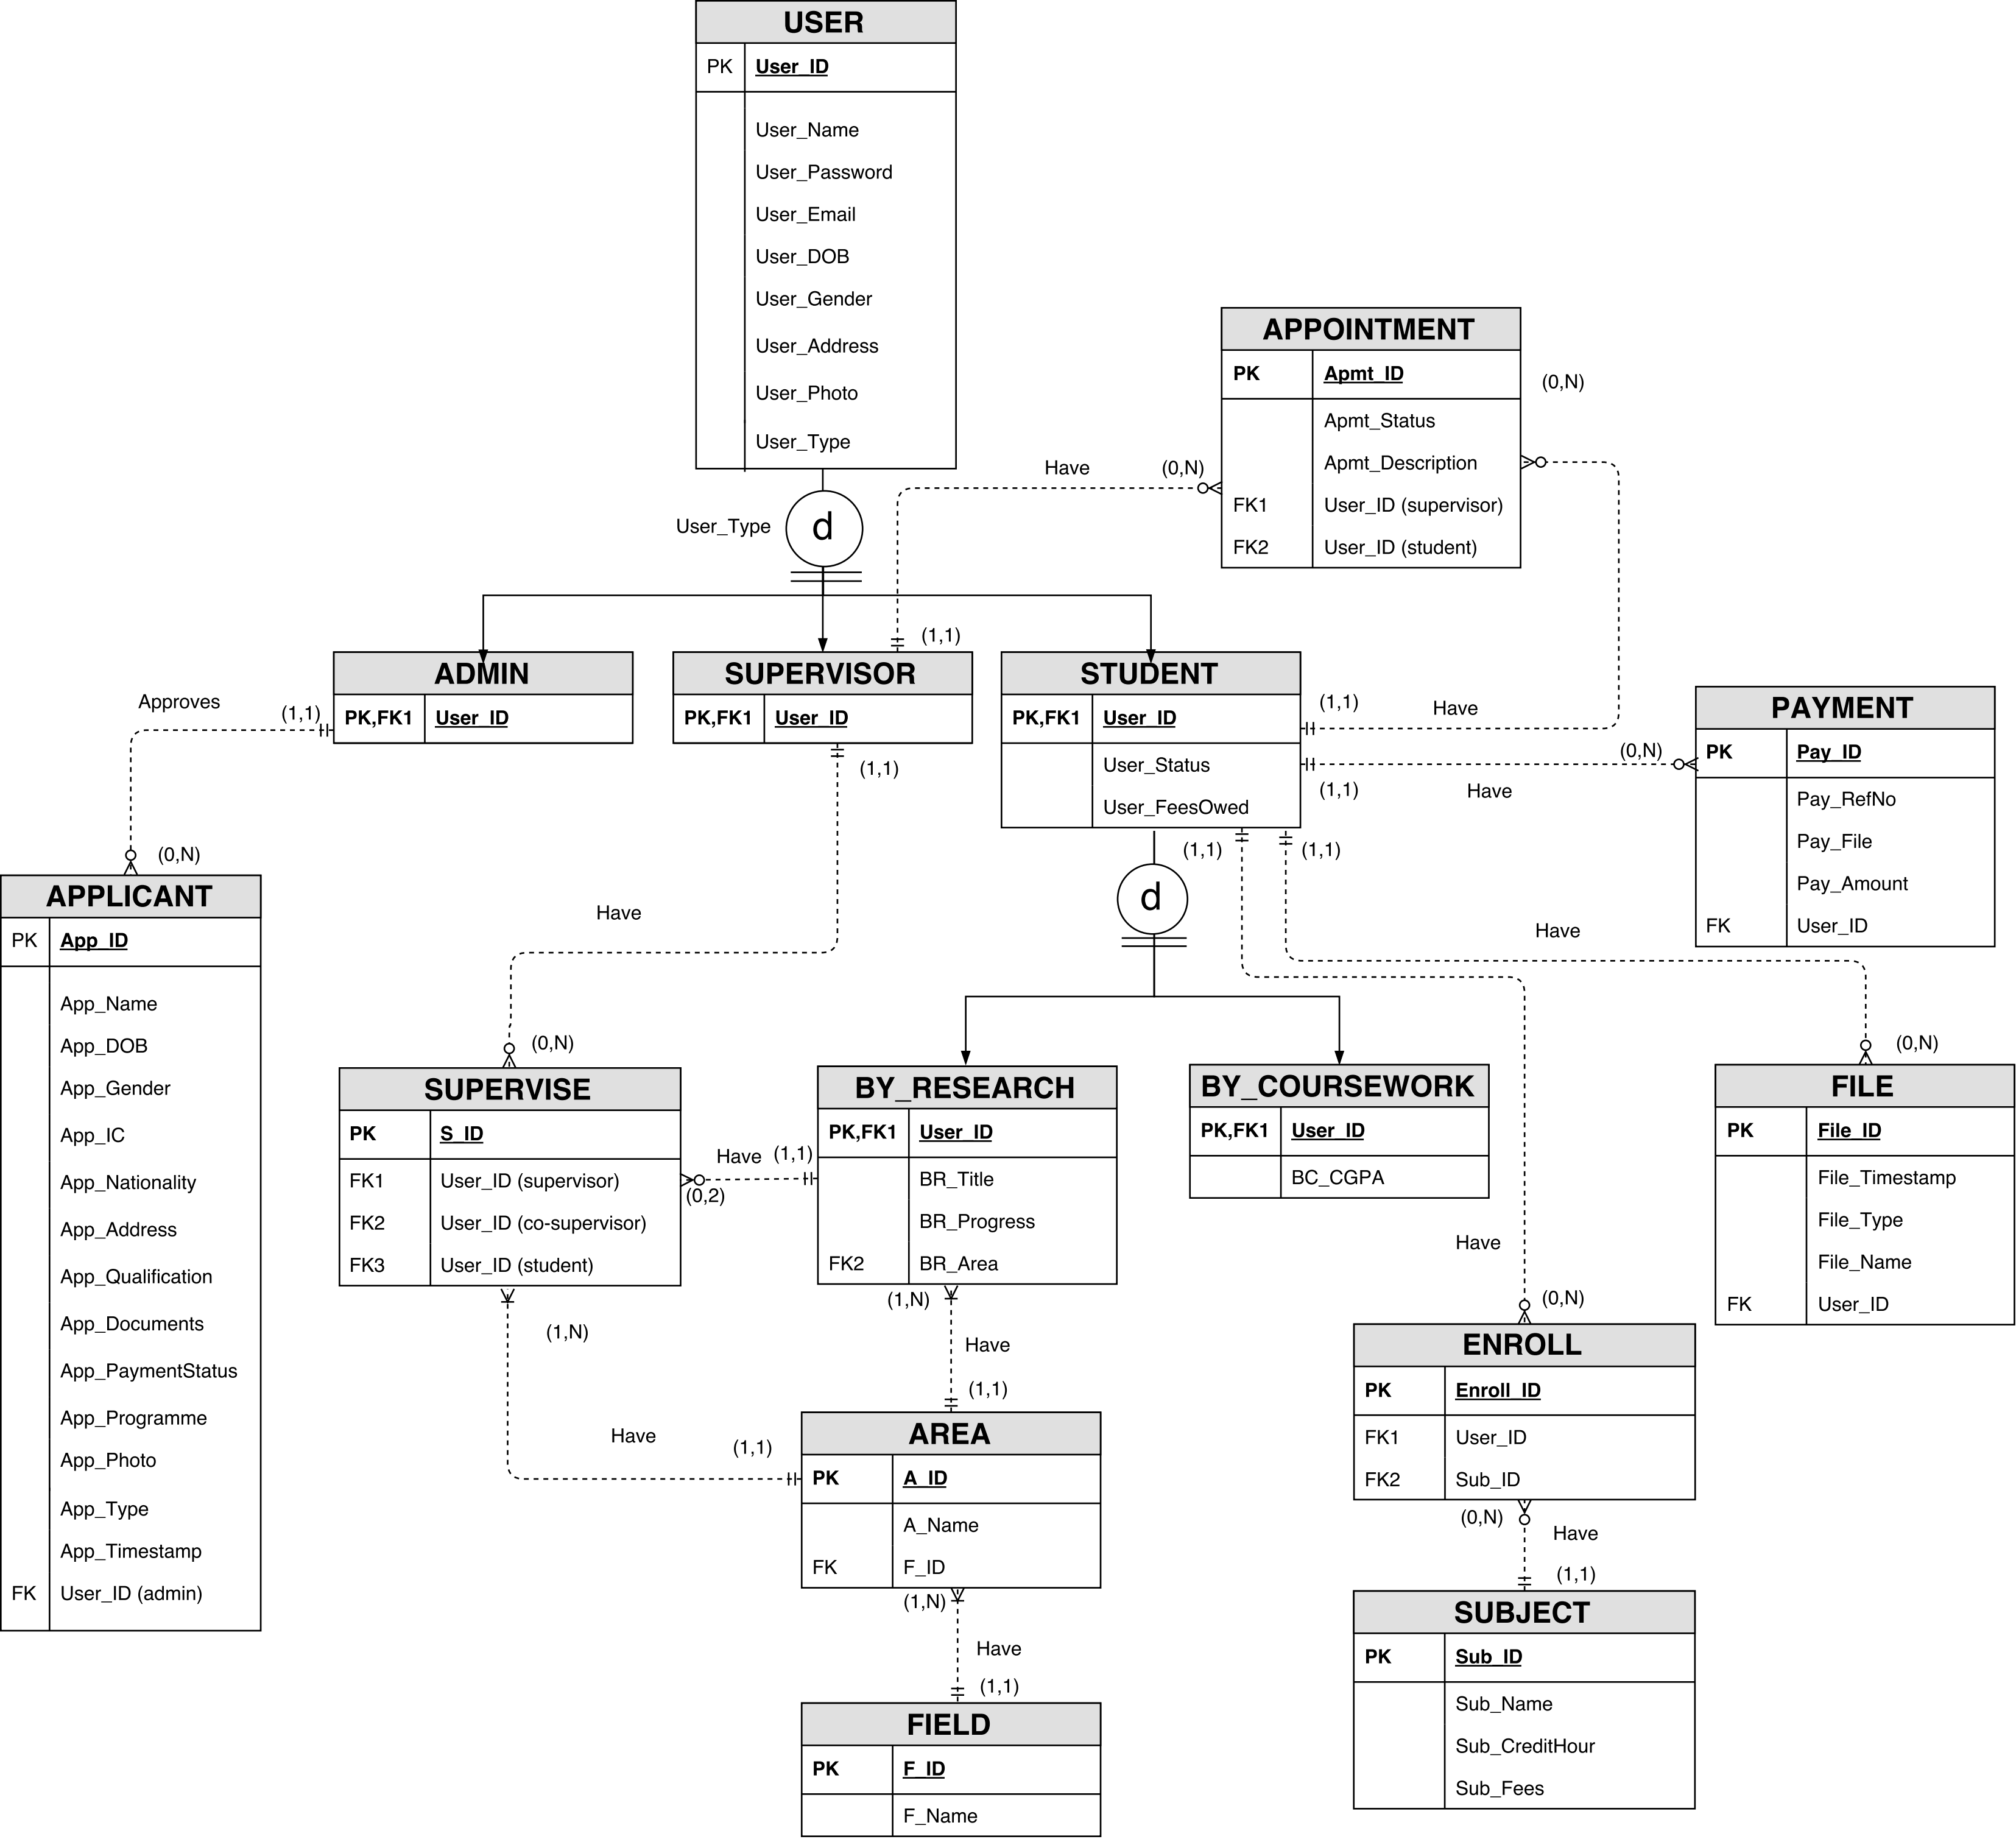 USER
PK User_ID
User_Name
User_Password
User_Email
User_DOB
User_Gender
User_Address
User_Photo
User_Type
User_Type
d
APPOINTMENT
PK Apmt_ID
Apmt_Status
Apmt_Description
FK1 User_ID (supervisor)
FK2 User_ID (student)
(0,N)
Have
(0,N)
(1,1)
ADMIN
PK,FK1 User_ID
Approves
(1,1)
(0,N)
SUPERVISOR
PK,FK1 User_ID
(1,1)
STUDENT
PK,FK1 User_ID
User_Status
User_FeesOwed
(1,1)
Have
(0,N)
(1,1)
Have
(1,1)
(1,1)
PAYMENT
PK Pay_ID
Pay_RefNo
Pay_File
Pay_Amount
FK User_ID
d
Have
Have
APPLICANT
PK App_ID
App_Name
App_DOB
App_Gender
App_IC
App_Nationality
App_Address
App_Qualification
App_Documents
App_PaymentStatus
App_Programme
App_Photo
App_Type
App_Timestamp
FK User_ID (admin)
(0,N)
SUPERVISE
PK S_ID
FK1 User_ID (supervisor)
FK2 User_ID (co-supervisor)
FK3 User_ID (student)
Have (1,1)
(0,2)
BY_RESEARCH
PK,FK1 User_ID
BR_Title
BR_Progress
FK2 BR_Area
BY_COURSEWORK
PK,FK1 User_ID
BC_CGPA
(0,N)
FILE
PK File_ID
File_Timestamp
File_Type
File_Name
FK User_ID
Have
(0,N)
(1,N)
(1,N)
Have
(1,1)
Have
(1,1)
ENROLL
PK Enroll_ID
FK1 User_ID
FK2 Sub_ID
(0,N)
Have
(1,1)
AREA
PK A_ID
A_Name
FK F_ID
(1,N)
Have
(1,1)
SUBJECT
PK Sub_ID
Sub_Name
Sub_CreditHour
Sub_Fees
FIELD
PK F_ID
F_Name